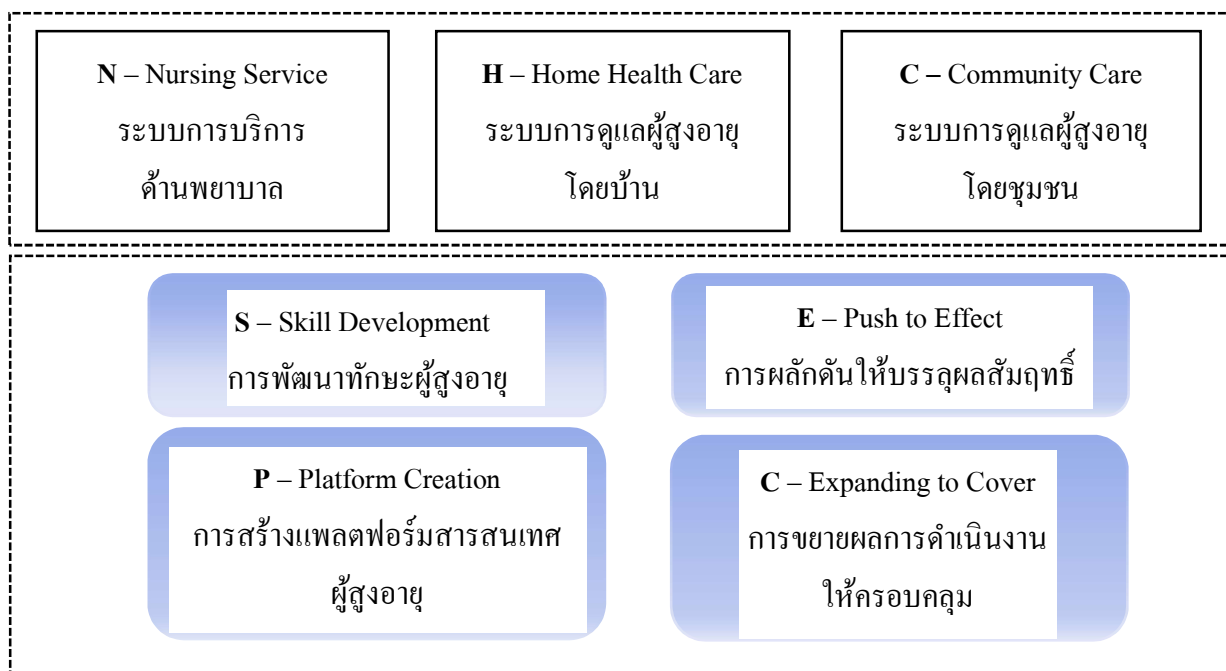 N – Nursing Service
ระบบการบริการ
ด้านพยาบาล
H – Home Health Care
ระบบการดูแลผู้สูงอายุ
โดยบ้าน
C – Community Care
ระบบการดูแลผู้สูงอายุ
โดยชุมชน
S – Skill Development
การพัฒนาทักษะผู้สูงอายุ
E – Push to Effect
การผลักดันให้บรรลุผลสัมฤทธิ์
P – Platform Creation
การสร้างแพลตฟอร์มสารสนเทศ
ผู้สูงอายุ
C – Expanding to Cover
การขยายผลการดำเนินงาน
ให้ครอบคลุม